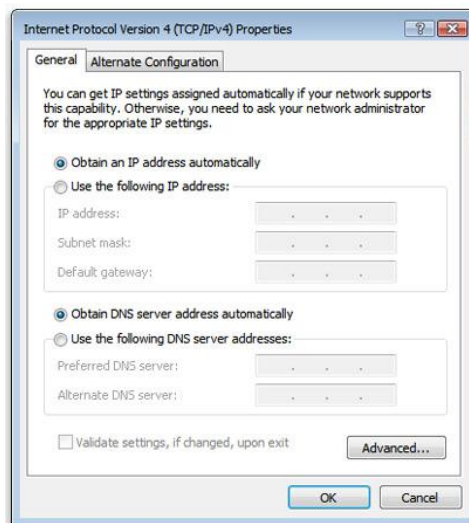 Internet Protocol Version 4 (TCP/IPv4) Properties
General
Alternate Configuration
You can get IP settings assigned automatically if your network supports
this capability. Otherwise, you need to ask your network administrator
for the appropriate IP settings.
Obtain an IP address automatically
Use the following IP address:
IP address:
Subnet mask:
Default gateway:
Obtain DNS server address automatically
Use the following DNS server addresses:
Preferred DNS server:
Alternate DNS server:
Validate settings, if changed, upon exit
Advanced...
OK
Cancel